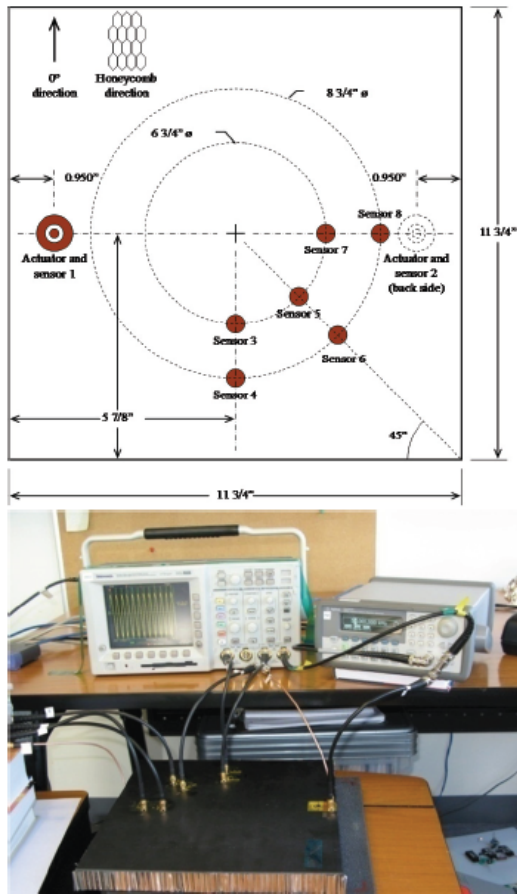 0°
direction
Honeycomb
direction
8 3/4" ø
6 3/4" ø
0.950"
0.950"
Sensor 8
11 3/4"
Actuator and
sensor 1
Sensor 7
Actuator and
sensor 2
(back side)
Sensor 5
Sensor 3
Sensor 6
Sensor 4
5 7/8"
45°
11 3/4"
Tektronix